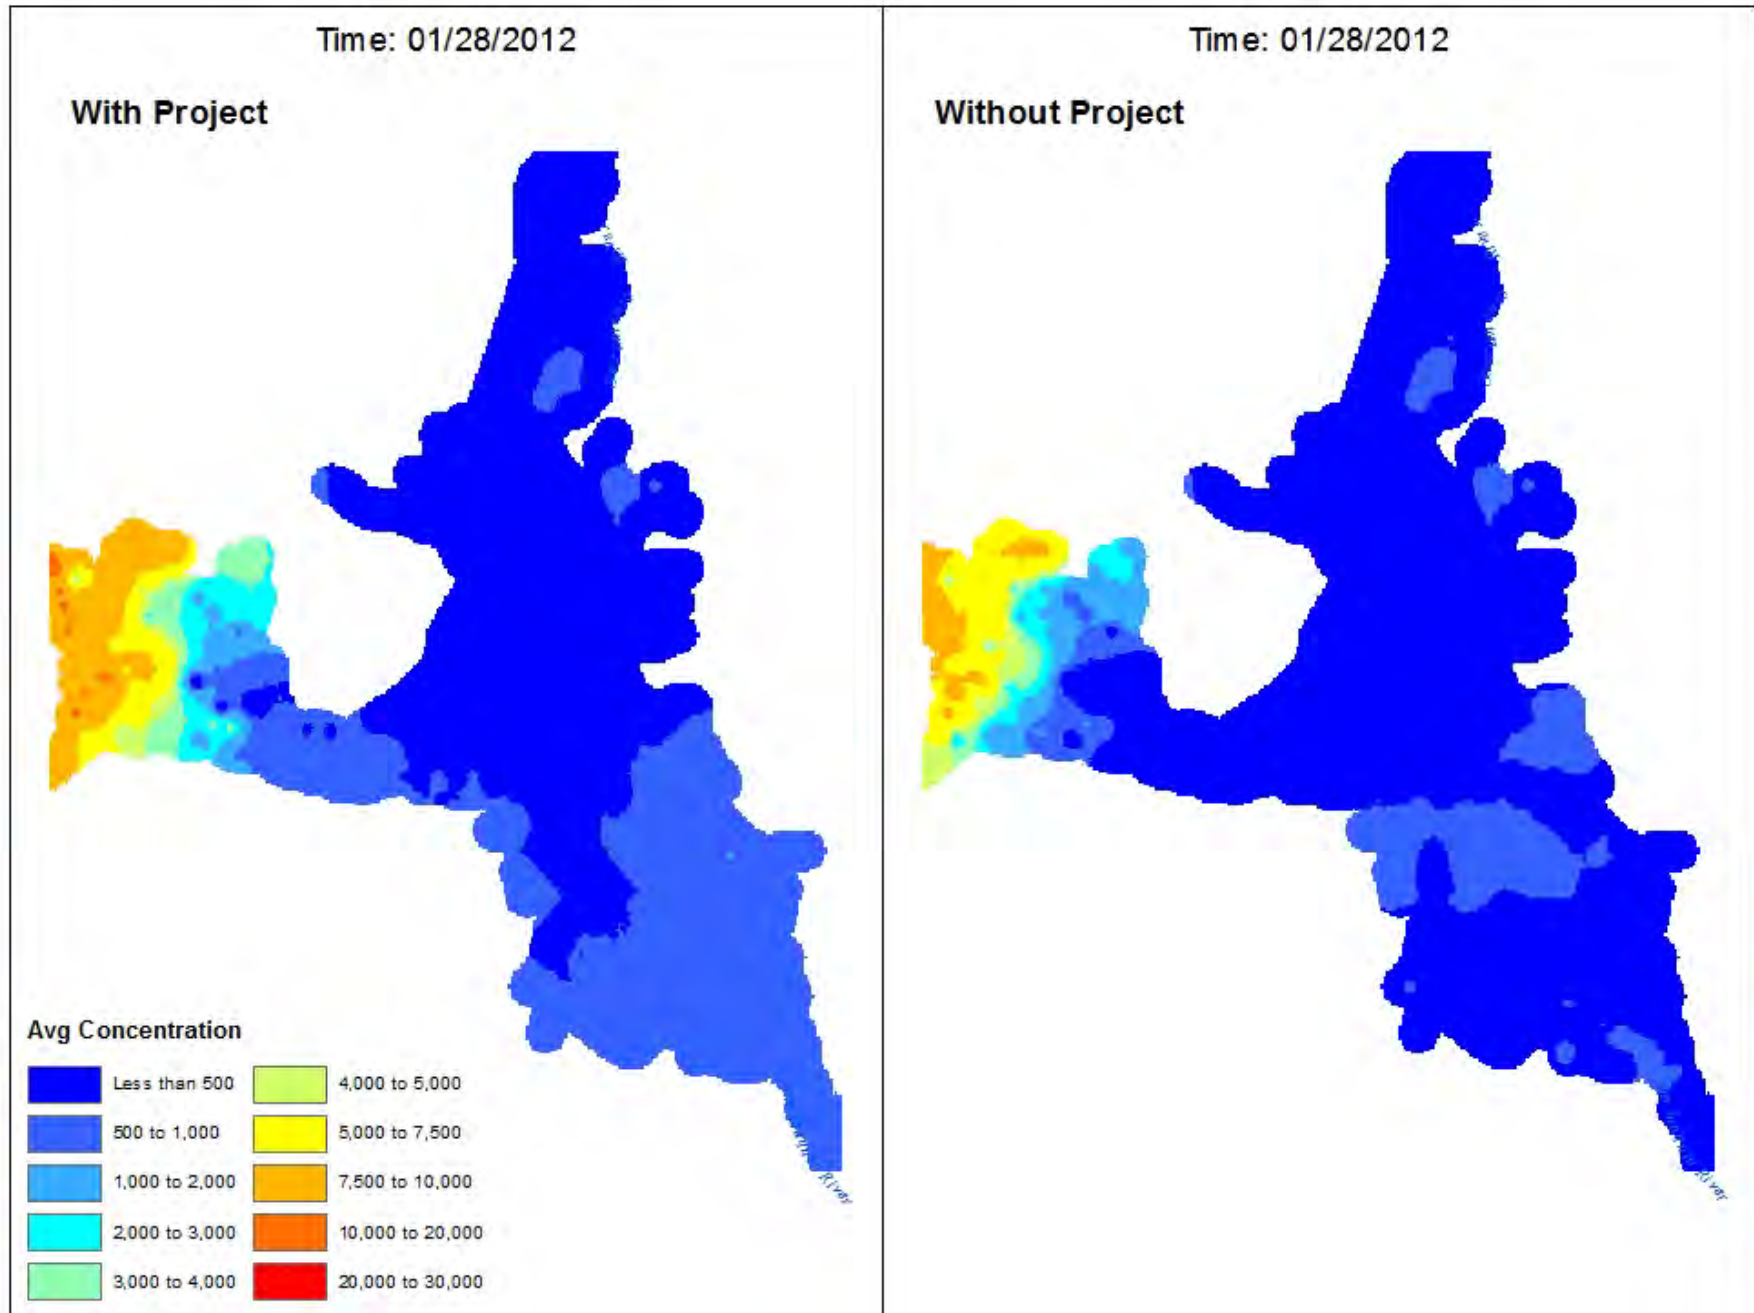 Time: 01/28/2012
With Project
Avg Concentration
Less than 500
500 to 1,000
1,000 to 2,000
2,000 to 3,000
3,000 to 4,000
4,000 to 5,000
5,000 to 7,500
7,500 to 10,000
10,000 to 20,000
20,000 to 30,000
River
Time: 01/28/2012
Without Project
River